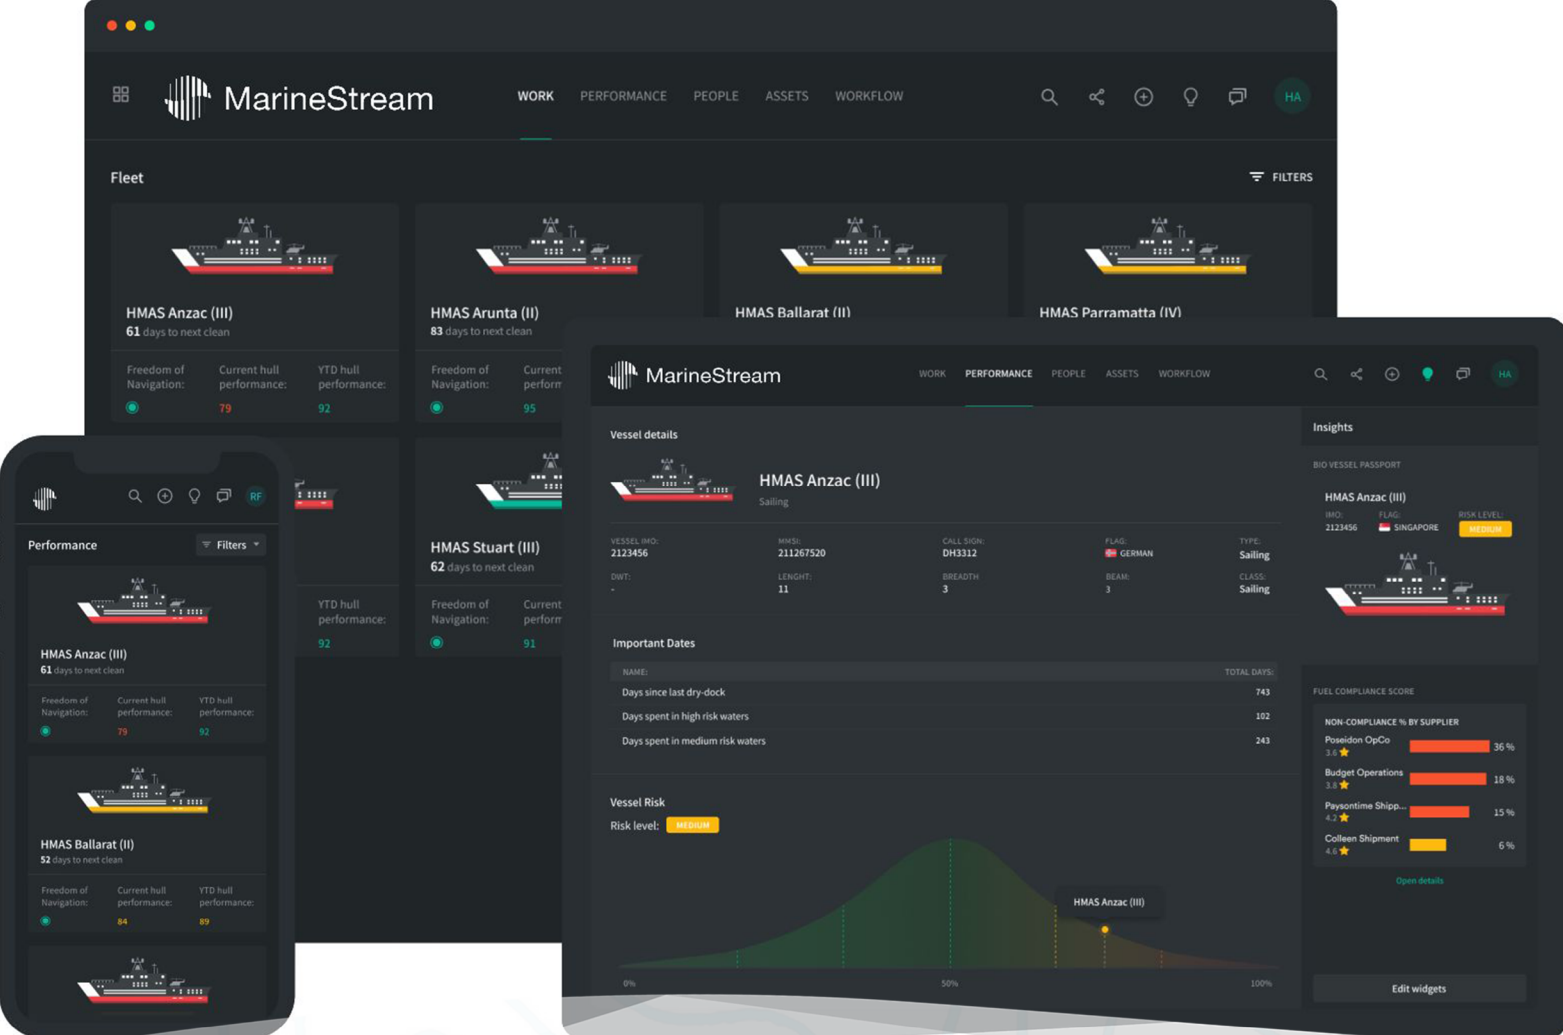 MarineStream
WORK PERFORMANCE PEOPLE ASSETS WORKFLOW
HA
Fleet
FILTERS
HMAS Anzac (III)
61 days to next clean
Freedom of Navigation:
Current hull performance:
79
YTD hull performance:
92
HMAS Arunta (II)
83 days to next clean
Freedom of Navigation:
Current
95
HMAS Ballarat (II)
HMAS Parramatta (IV)
YTD hull performance:
92
HMAS Stuart (III)
62 days to next clean
Freedom of Navigation:
Current
91
RF
Performance
Filters
HMAS Anzac (III)
61 days to next clean
Freedom of Navigation:
Current hull performance:
79
YTD hull performance:
92
HMAS Ballarat (II)
52 days to next clean
Freedom of Navigation:
Current hull performance:
84
YTD hull performance:
89
MarineStream
WORK PERFORMANCE PEOPLE ASSETS WORKFLOW
HA
Vessel details
HMAS Anzac (III)
Sailing
VESSEL IMO:
2123456
MMSI:
211267520
CALL SIGN:
DH3312
FLAG:
GERMAN
TYPE:
Sailing
DWT:
-
LENGHT:
11
BREADTH
3
BEAM:
3
CLASS:
Sailing
Important Dates
NAME: TOTAL DAYS:
Days since last dry-dock 743
Days spent in high risk waters 102
Days spent in medium risk waters 243
Vessel Risk
Risk level: MEDIUM
HMAS Anzac (III)
0% 50% 100%
Insights
BIO VESSEL PASSPORT
HMAS Anzac (III)
IMO: FLAG: RISK LEVEL:
2123456 SINGAPORE MEDIUM
FUEL COMPLIANCE SCORE
NON-COMPLIANCE % BY SUPPLIER
Poseidon OpCo
3.6 36 %
Budget Operations
3.8 18 %
Paysontime Shipp...
4.2 15 %
Colleen Shipment
4.6 6 %
Open details
Edit widgets